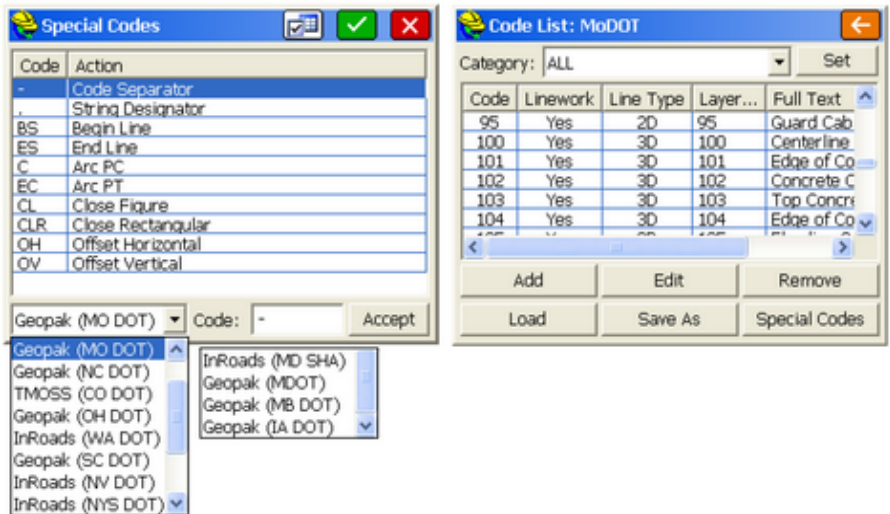 Special Codes
Code Action
- Code Separator
. String Designator
BS Begin Line
ES End Line
C Arc PC
EC Arc PT
CL Close Figure
CLR Close Rectangular
OH Offset Horizontal
OV Offset Vertical
Geopak (MO DOT) Code: - Accept
Geopak (MO DOT)
Geopak (NC DOT)
TMOSS (CO DOT)
Geopak (OH DOT)
InRoads (WA DOT)
Geopak (SC DOT)
InRoads (NV DOT)
InRoads (NYS DOT)
InRoads (MD SHA)
Geopak (MDOT)
Geopak (MB DOT)
Geopak (IA DOT)
Code List: MoDOT
Category: ALL Set
Code Linework Line Type Layer... Full Text
95 Yes 2D 95 Guard Cab
100 Yes 3D 100 Centerline
101 Yes 3D 101 Edge of Co
102 Yes 3D 102 Concrete C
103 Yes 3D 103 Top Concre
104 Yes 3D 104 Edge of Co
Add Edit Remove
Load Save As Special Codes